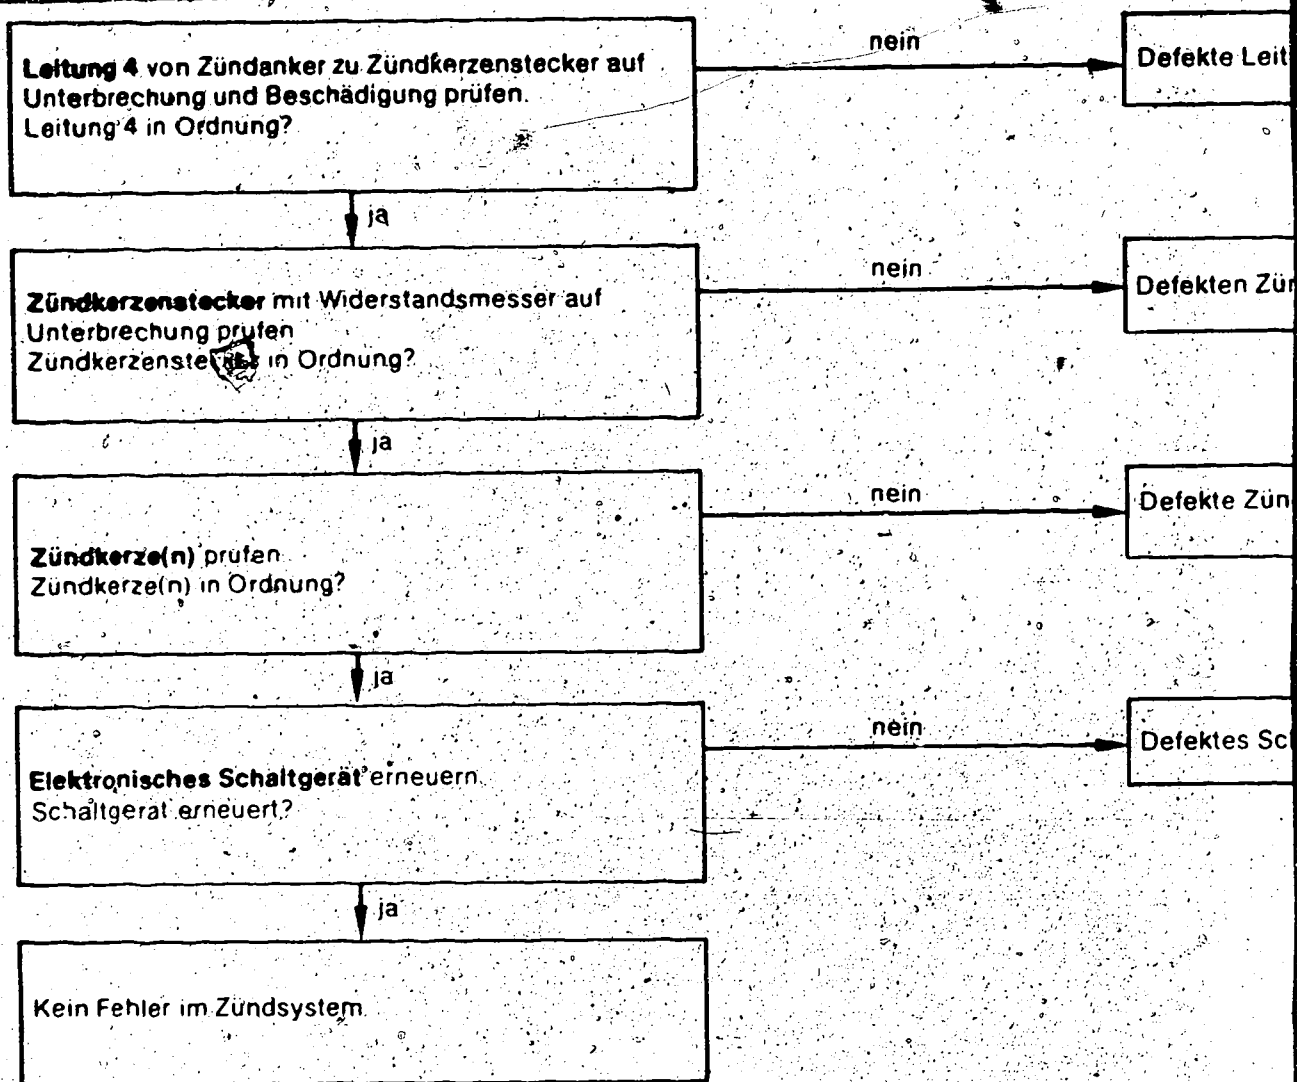 Leitung 4 von Zündanker zu Zündkerzenstecker auf
Unterbrechung und Beschädigung prüfen.
Leitung 4 in Ordnung?
nein
Defekte Leit
ja
Zündkerzenstecker mit Widerstandsmesser auf
Unterbrechung prüfen
Zündkerzenstecker in Ordnung?
nein
Defekten Zün
ja
Zündkerze(n) prüfen
Zündkerze(n) in Ordnung?
nein
Defekte Zün
ja
Elektronisches Schaltgerät erneuern.
Schaltgerät erneuert?
nein
Defektes Sch
ja
Kein Fehler im Zündsystem